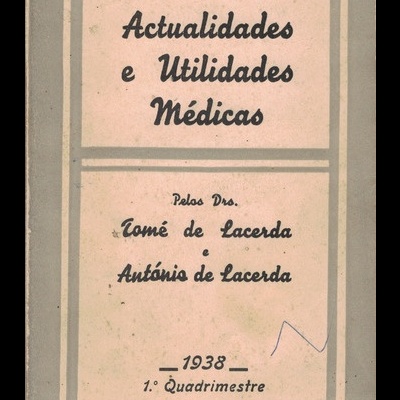 Actualidades
e Utilidades
Médicas
Pelos Drs.
Tomé de Lacerda
e
António de Lacerda
1938
1.º Quadrimestre